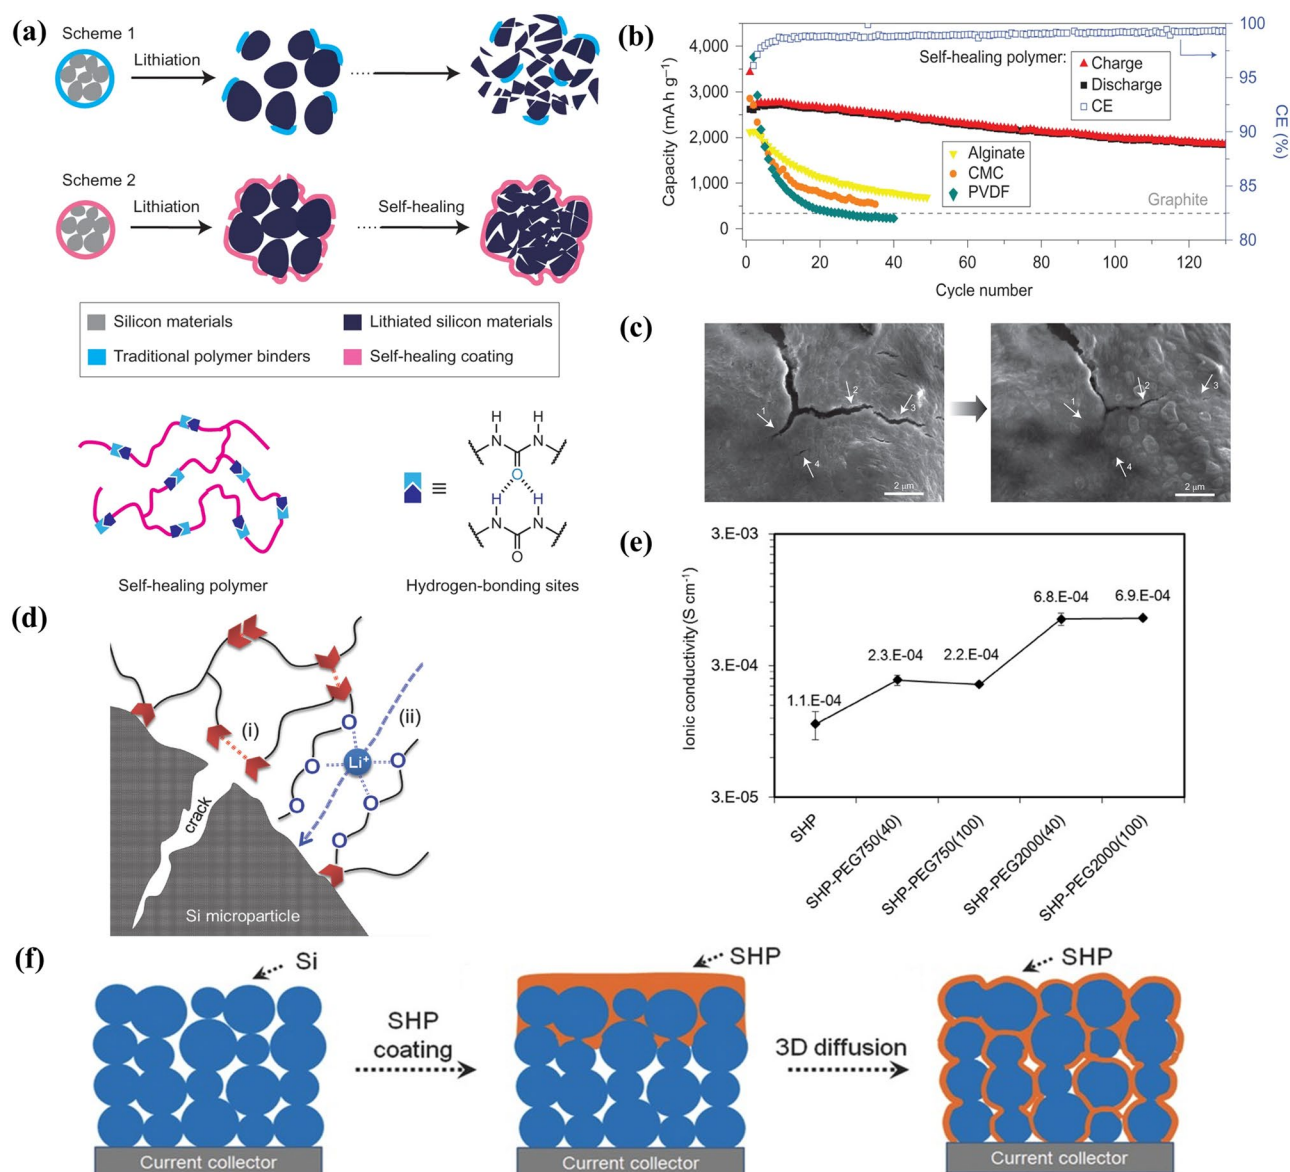 (a)
Scheme 1
Lithiation
Scheme 2
Lithiation
Self-healing
Silicon materials
Lithiated silicon materials
Traditional polymer binders
Self-healing coating
Self-healing polymer
H
H
N
N
O
H
H
N
N
O
≡
Hydrogen-bonding sites
(b)
Capacity (mA h g⁻¹)
4,000
3,000
2,000
1,000
0
0
20
40
60
80
100
120
Cycle number
100
95
90
85
80
CE (%)
Self-healing polymer:
Charge
Discharge
CE
Alginate
CMC
PVDF
Graphite
(c)
1
2
3
4
2 μm
1
2
3
4
2 μm
(d)
(i)
(ii)
O
Li⁺
O
O
O
O
O
crack
Si microparticle
(e)
Ionic conductivity (S cm⁻¹)
3.E-03
3.E-04
3.E-05
1.1.E-04
2.3.E-04
2.2.E-04
6.8.E-04
6.9.E-04
SHP
SHP-PEG750(40)
SHP-PEG750(100)
SHP-PEG2000(40)
SHP-PEG2000(100)
(f)
Si
Current collector
SHP
coating
SHP
Current collector
3D diffusion
SHP
Current collector